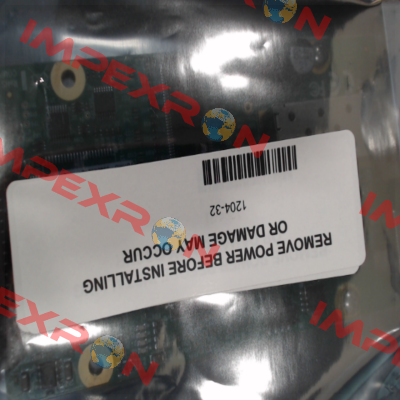 REMOVE POWER BEFORE INSTALLING
OR DAMAGE MAY OCCUR
1204-32
IMPEXRON
IMPEXRON
IMPEXRON